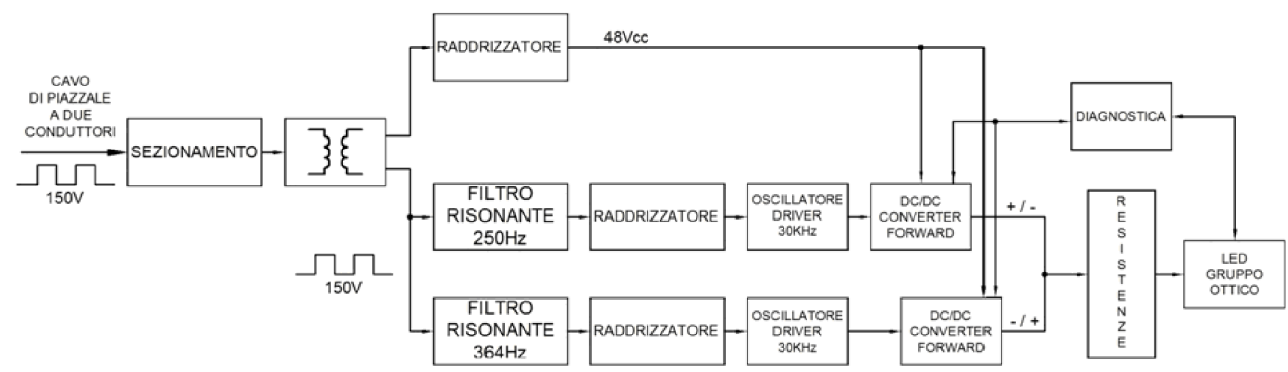 RADDRIZZATORE
48Vcc
CAVO
DI PIAZZALE
A DUE
CONDUTTORI
150V
SEZIONAMENTO
DIAGNOSTICA
FILTRO
RISONANTE
250Hz
RADDRIZZATORE
OSCILLATORE
DRIVER
30KHz
DC/DC
CONVERTER
FORWARD
+ / -
150V
FILTRO
RISONANTE
364Hz
RADDRIZZATORE
OSCILLATORE
DRIVER
30KHz
DC/DC
CONVERTER
FORWARD
- / +
R
E
S
I
S
T
E
N
Z
E
LED
GRUPPO
OTTICO